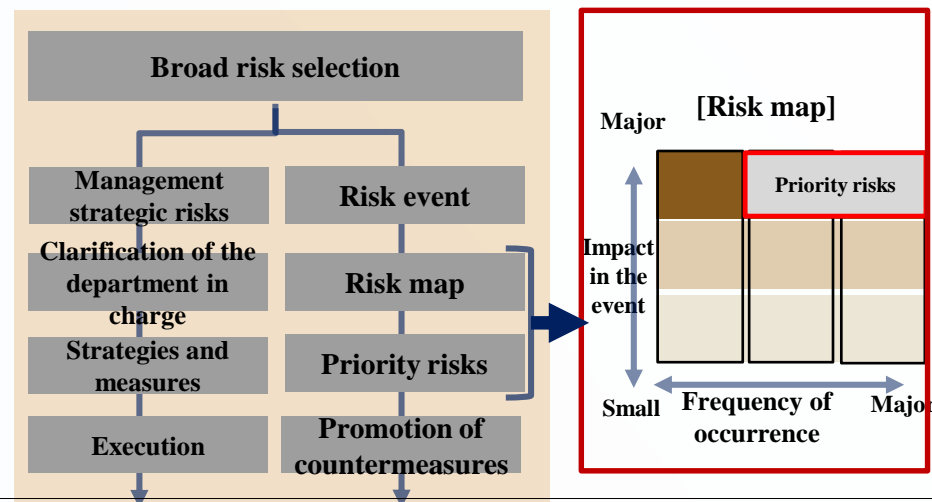 Broad risk selection
Management
strategic risks
Clarification of the
department in
charge
Strategies and
measures
Execution
Risk event
Risk map
Priority risks
Promotion of
countermeasures
[Risk map]
Major
Priority risks
Impact
in the
event
Small
Frequency of
occurrence
Major